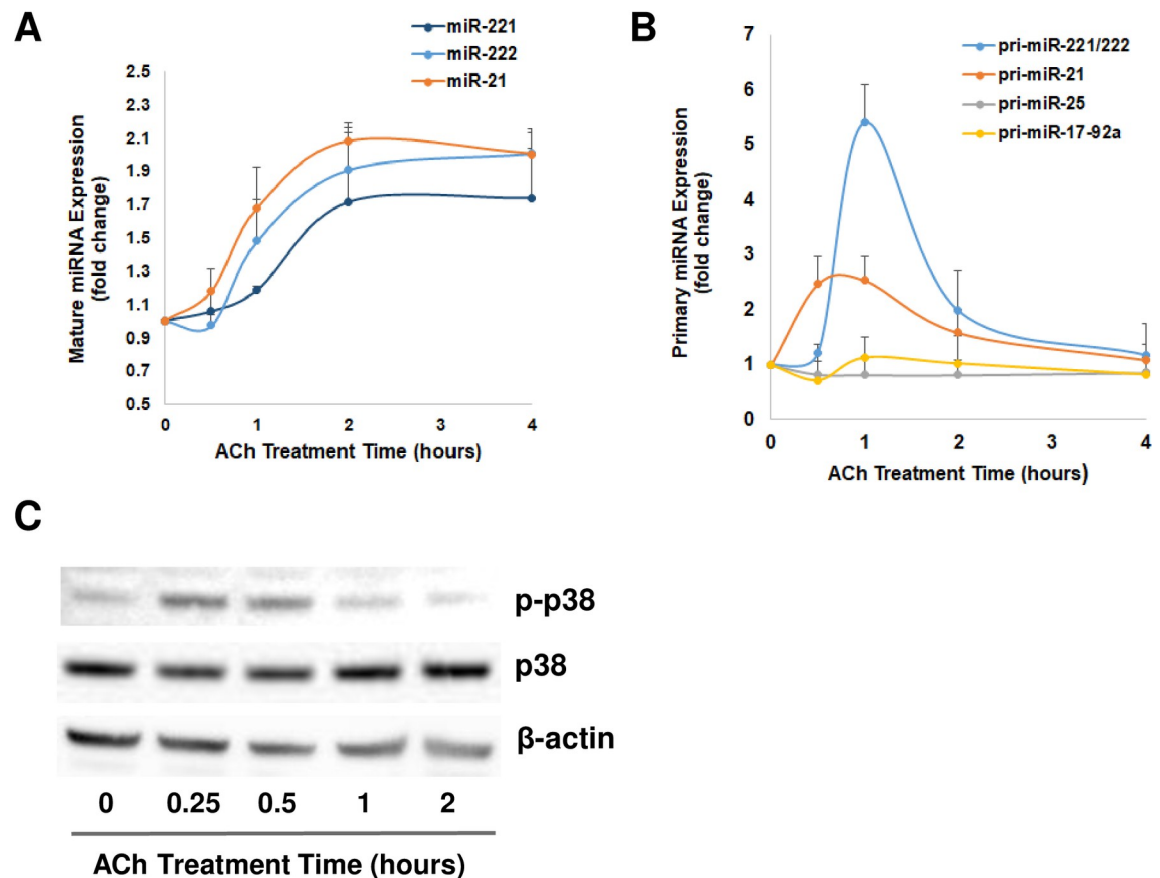 A
miR-221
miR-222
miR-21
Mature miRNA Expression
(fold change)
2.5
2.3
2.1
1.9
1.7
1.5
1.3
1.1
0.9
0.7
0.5
0 1 2 3 4
ACh Treatment Time (hours)
B
pri-miR-221/222
pri-miR-21
pri-miR-25
pri-miR-17-92a
Primary miRNA Expression
(fold change)
7
6
5
4
3
2
1
0
0 1 2 3 4
ACh Treatment Time (hours)
C
p-p38
p38
β-actin
0 0.25 0.5 1 2
ACh Treatment Time (hours)